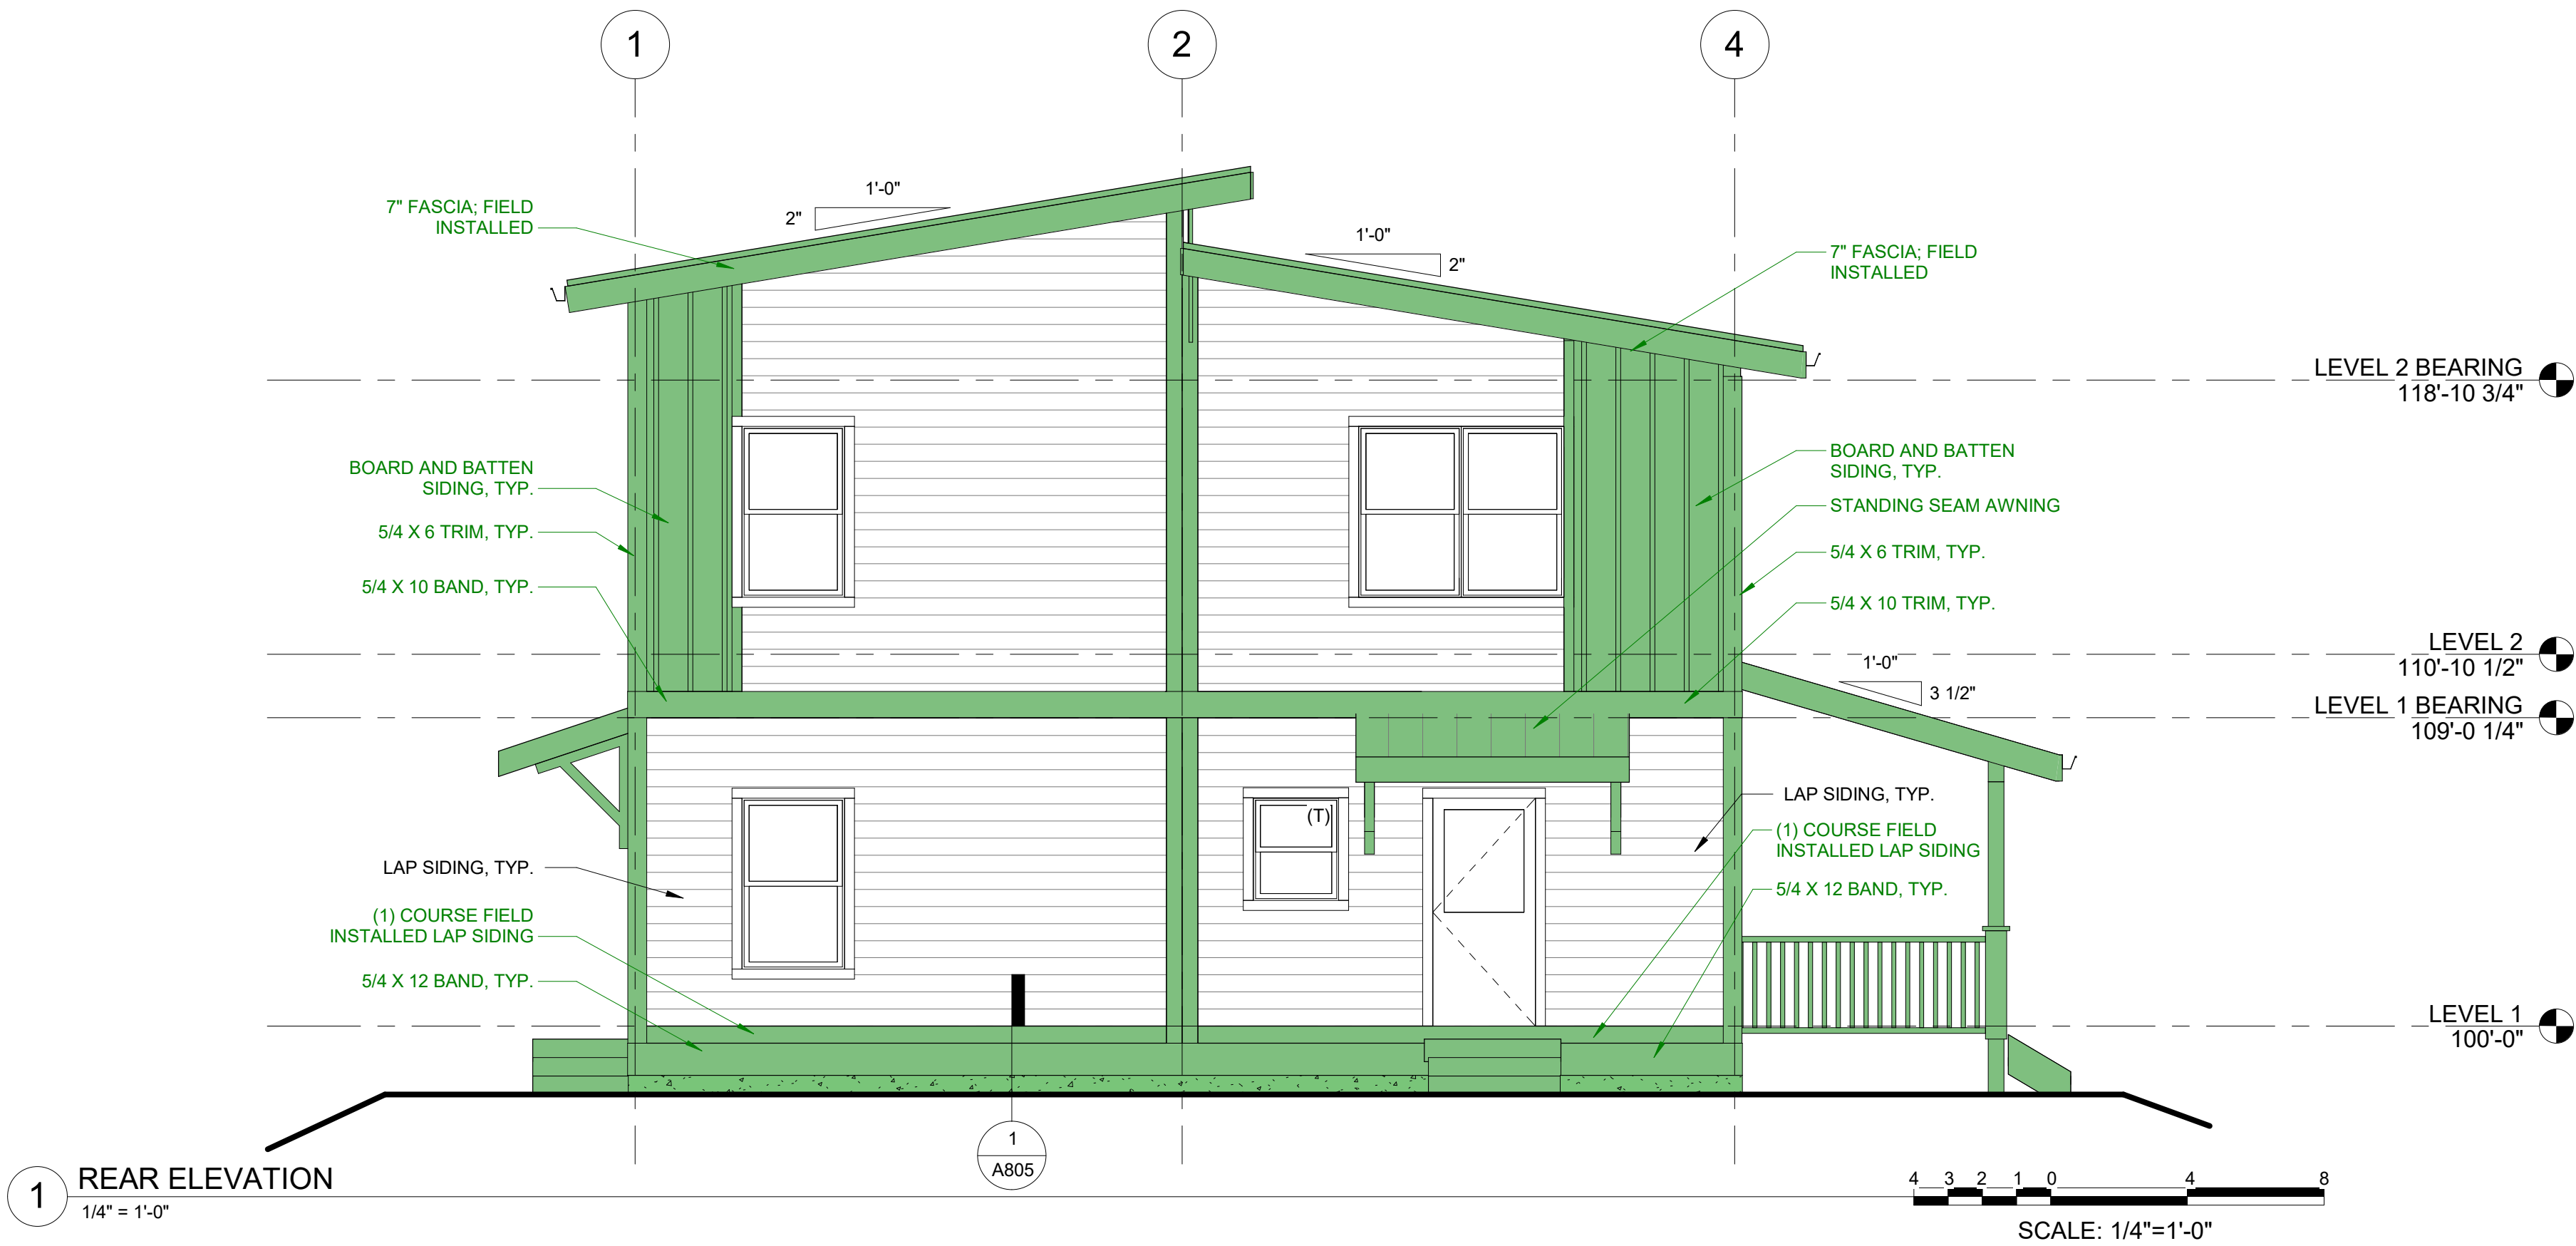 1
2
4
1'-0"
2"
7" FASCIA; FIELD
INSTALLED
1'-0"
2"
7" FASCIA; FIELD
INSTALLED
LEVEL 2 BEARING
118'-10 3/4"
BOARD AND BATTEN
SIDING, TYP.
5/4 X 6 TRIM, TYP.
5/4 X 10 BAND, TYP.
BOARD AND BATTEN
SIDING, TYP.
STANDING SEAM AWNING
5/4 X 6 TRIM, TYP.
5/4 X 10 TRIM, TYP.
LEVEL 2
110'-10 1/2"
1'-0"
3 1/2"
LEVEL 1 BEARING
109'-0 1/4"
(T)
LAP SIDING, TYP.
(1) COURSE FIELD
INSTALLED LAP SIDING
5/4 X 12 BAND, TYP.
LAP SIDING, TYP.
(1) COURSE FIELD
INSTALLED LAP SIDING
5/4 X 12 BAND, TYP.
LEVEL 1
100'-0"
1
A805
1
REAR ELEVATION
1/4" = 1'-0"
4 3 2 1 0 4 8
SCALE: 1/4"=1'-0"